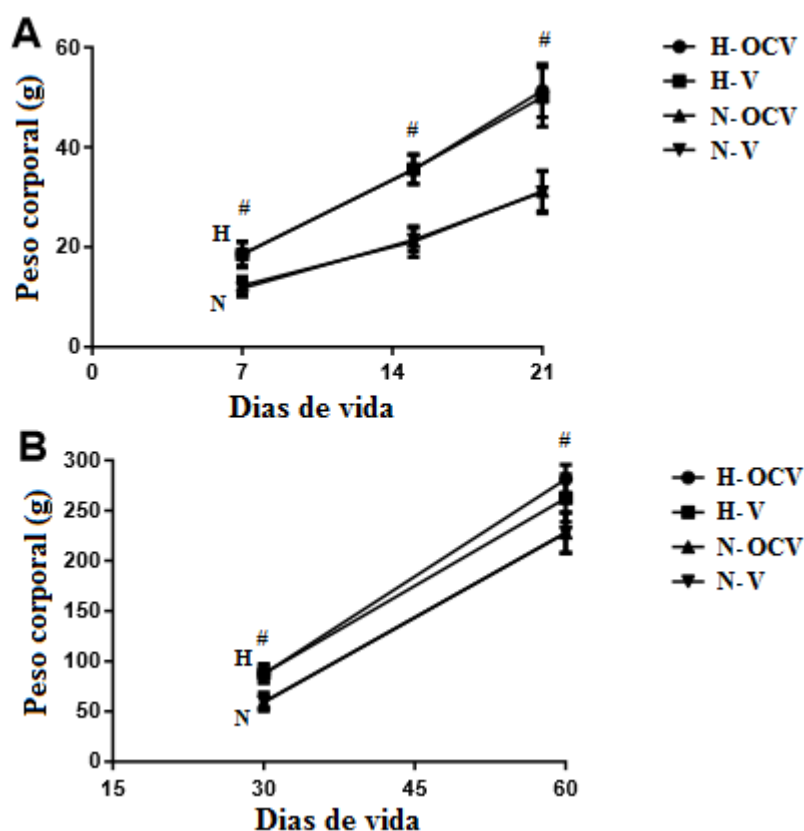 A
Peso corporal (g)
60
40
20
0
#
#
#
H
N
0
7
14
21
Dias de vida
H- OCV
H- V
N- OCV
N- V
B
Peso corporal (g)
300
250
200
150
100
50
0
#
#
H
N
15
30
45
60
Dias de vida
H- OCV
H- V
N- OCV
N- V